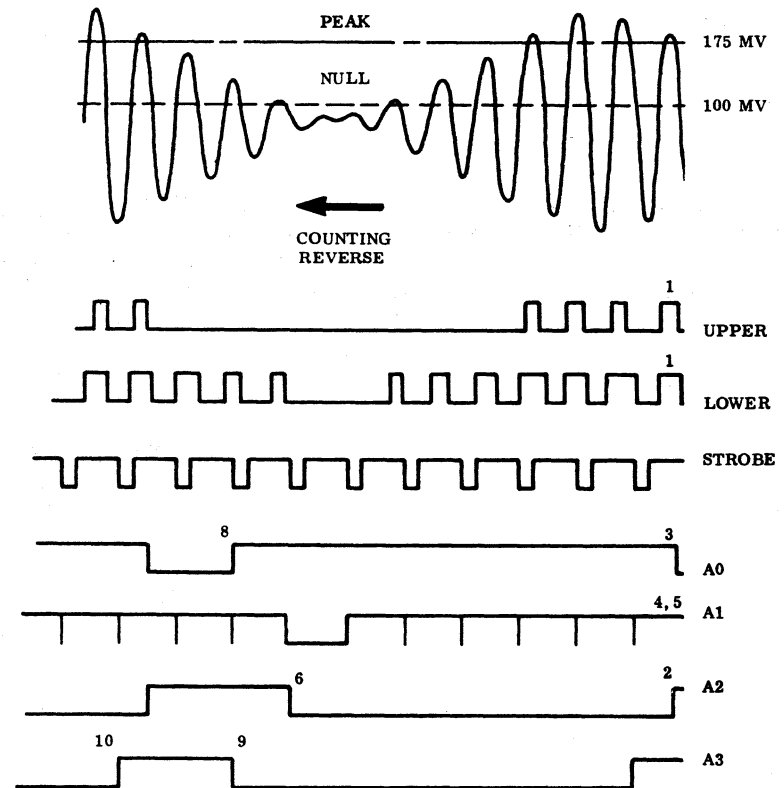 PEAK
175 MV
NULL
100 MV
COUNTING
REVERSE
1
UPPER
1
LOWER
STROBE
8
3
A0
4, 5
A1
6
2
A2
10
9
A3